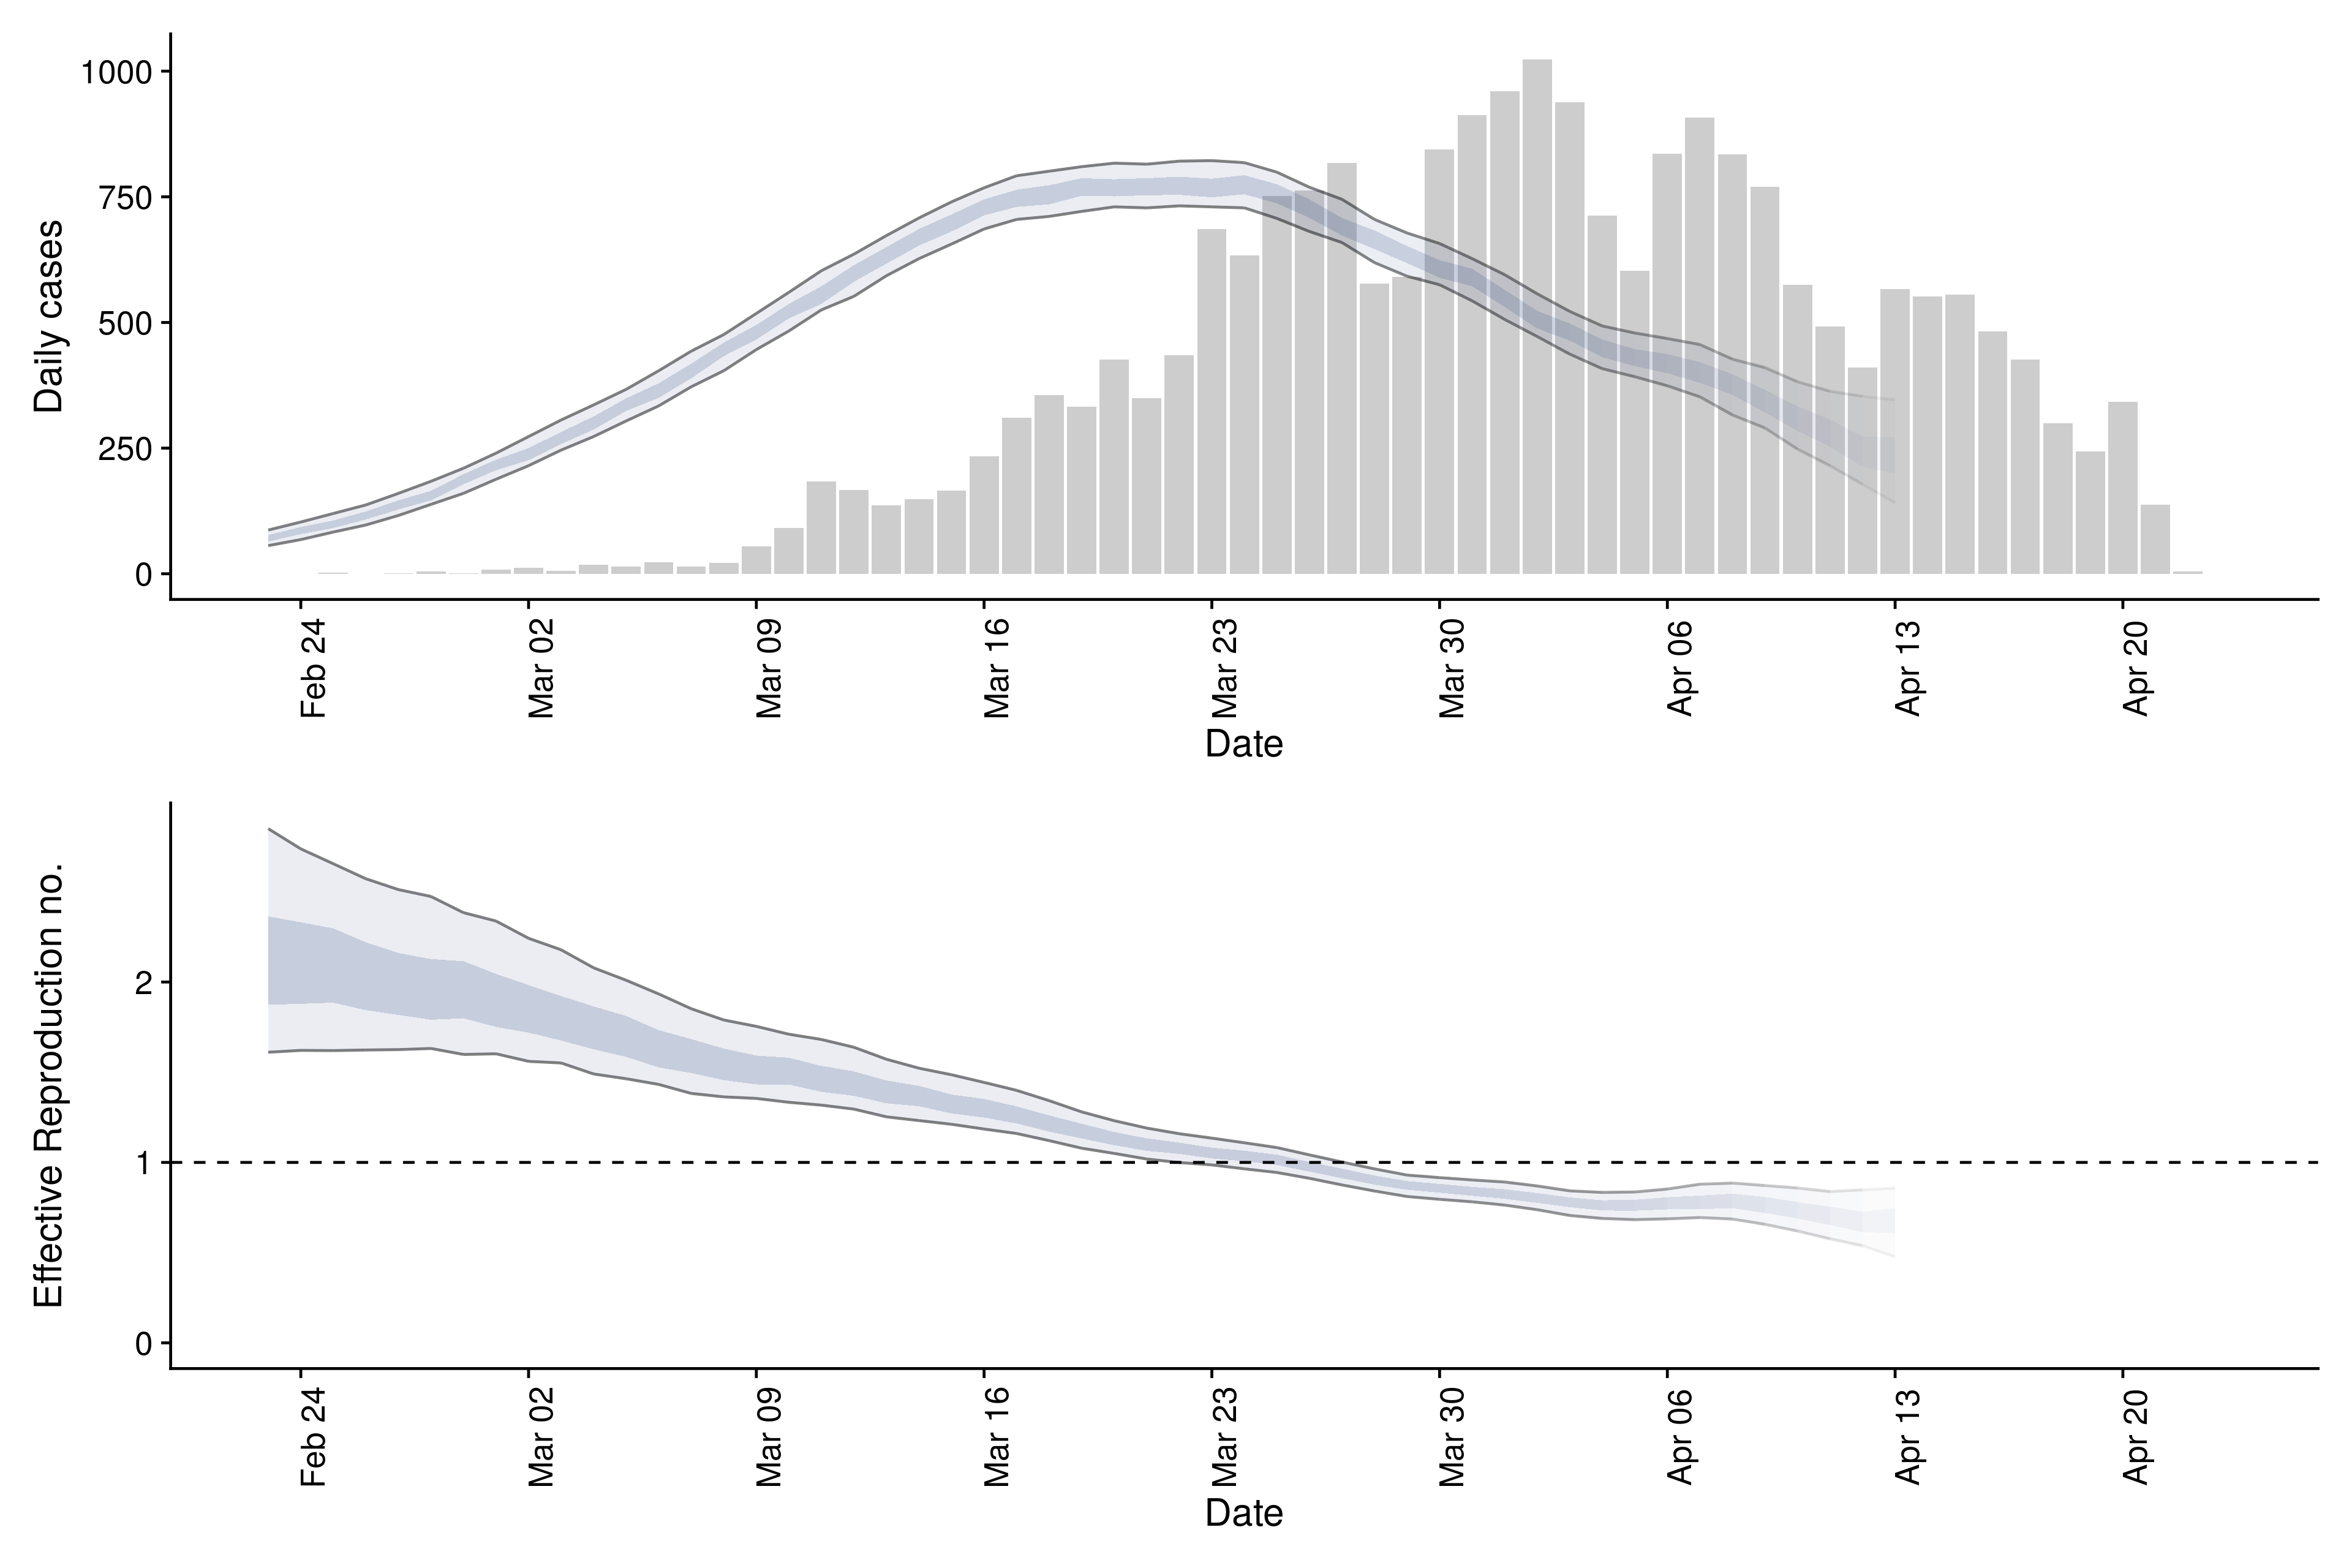 Daily cases
1000
750
500
250
0
Feb 24
Mar 02
Mar 09
Mar 16
Mar 23
Mar 30
Apr 06
Apr 13
Apr 20
Date
Effective Reproduction no.
2
1
0
Feb 24
Mar 02
Mar 09
Mar 16
Mar 23
Mar 30
Apr 06
Apr 13
Apr 20
Date